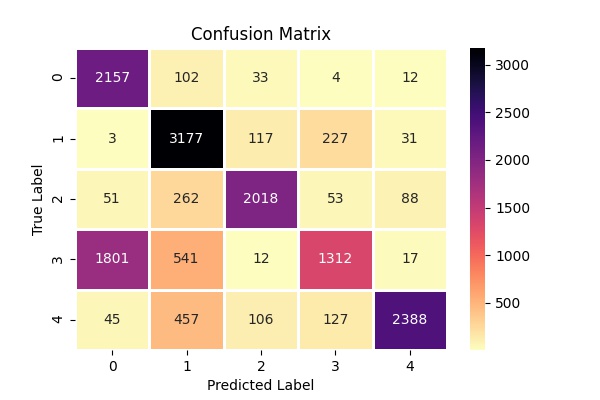 Confusion Matrix
True Label
0 2157 102 33 4 12
1 3 3177 117 227 31
2 51 262 2018 53 88
3 1801 541 12 1312 17
4 45 457 106 127 2388
0 1 2 3 4
Predicted Label
3000
2500
2000
1500
1000
500